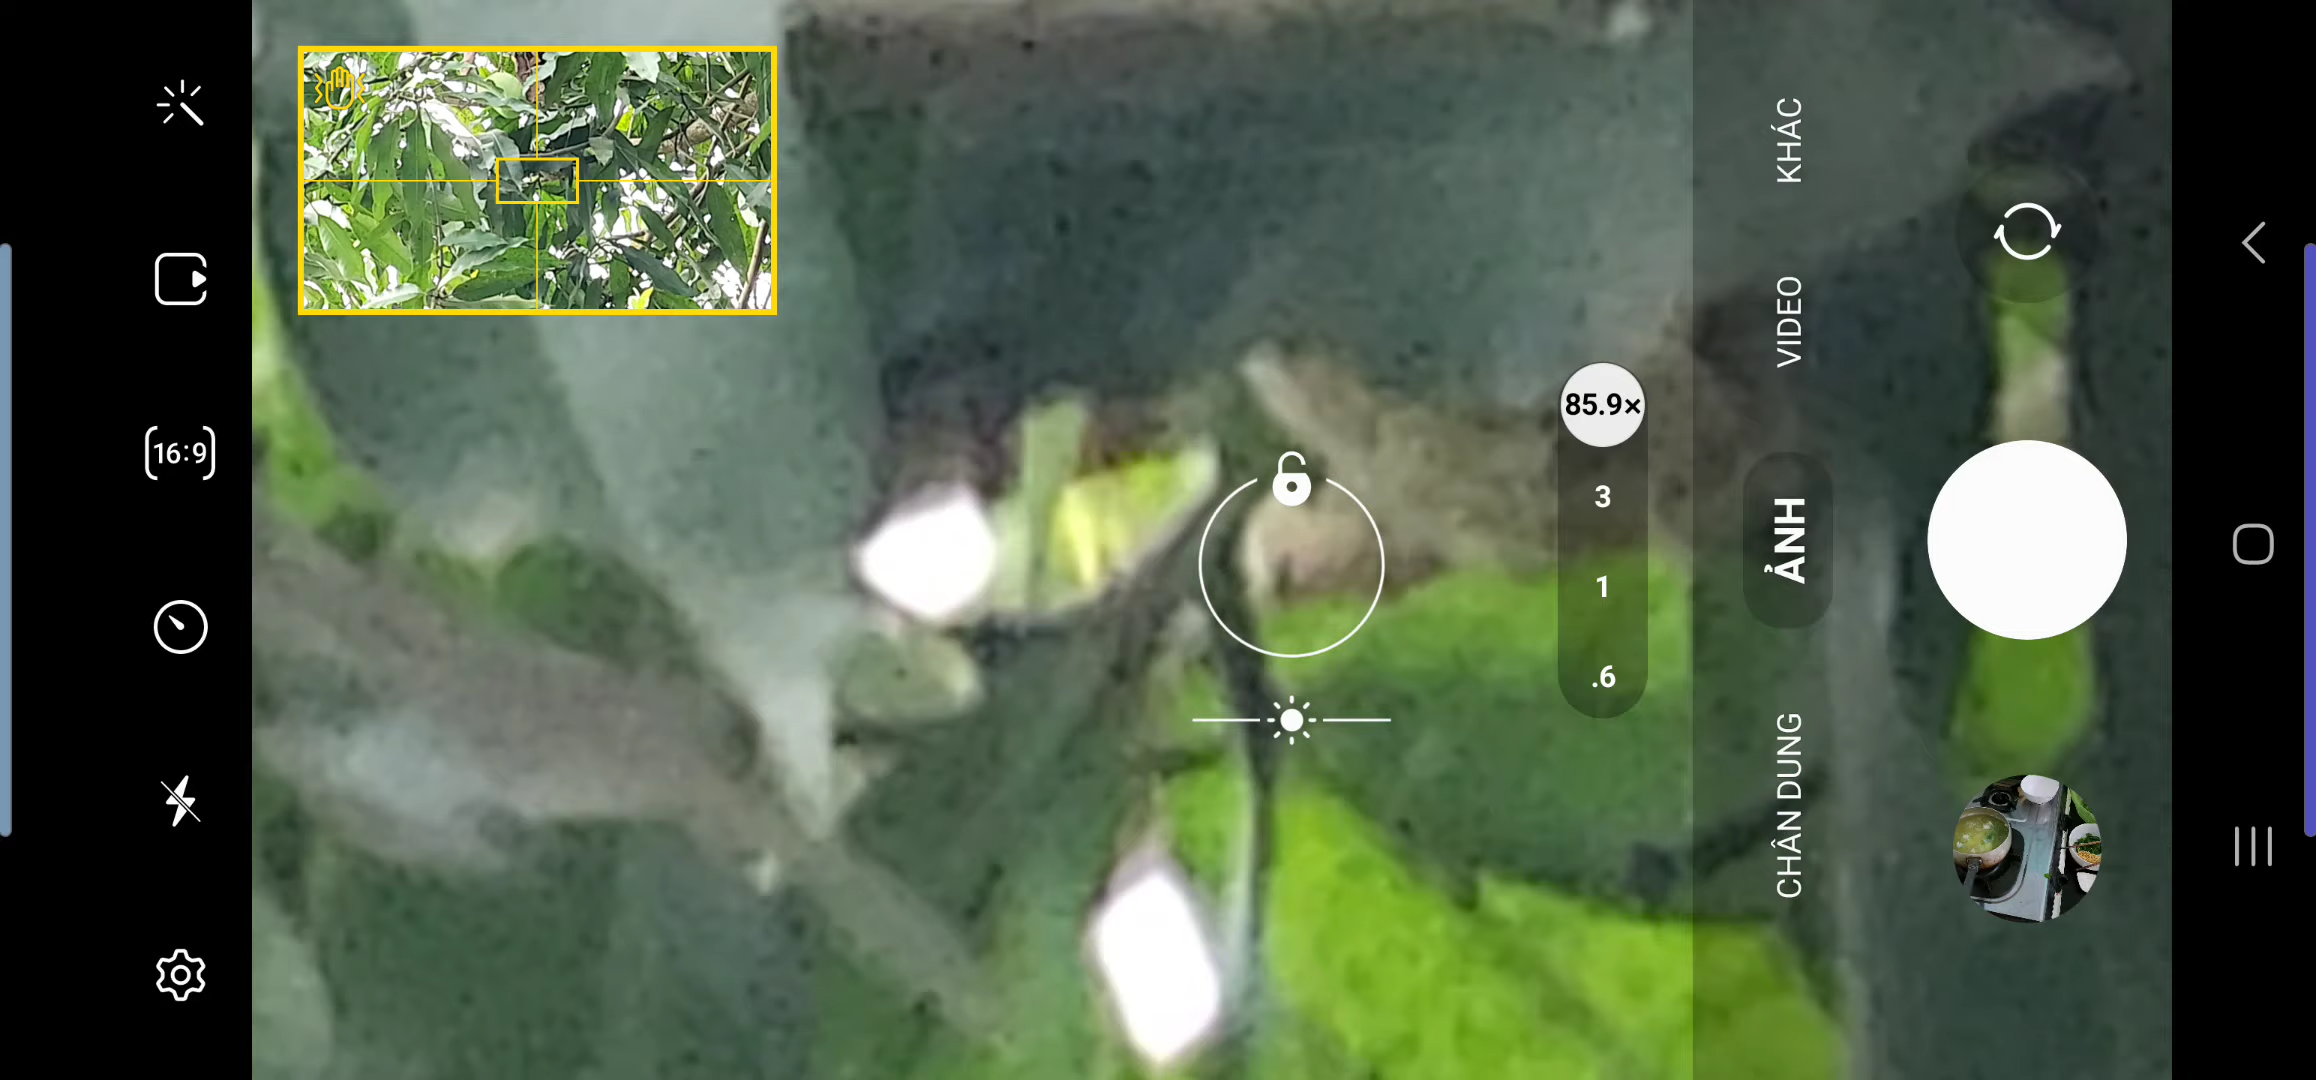 16:9
85.9×
3
1
.6
KHÁC
VIDEO
ẢNH
CHÂN DUNG